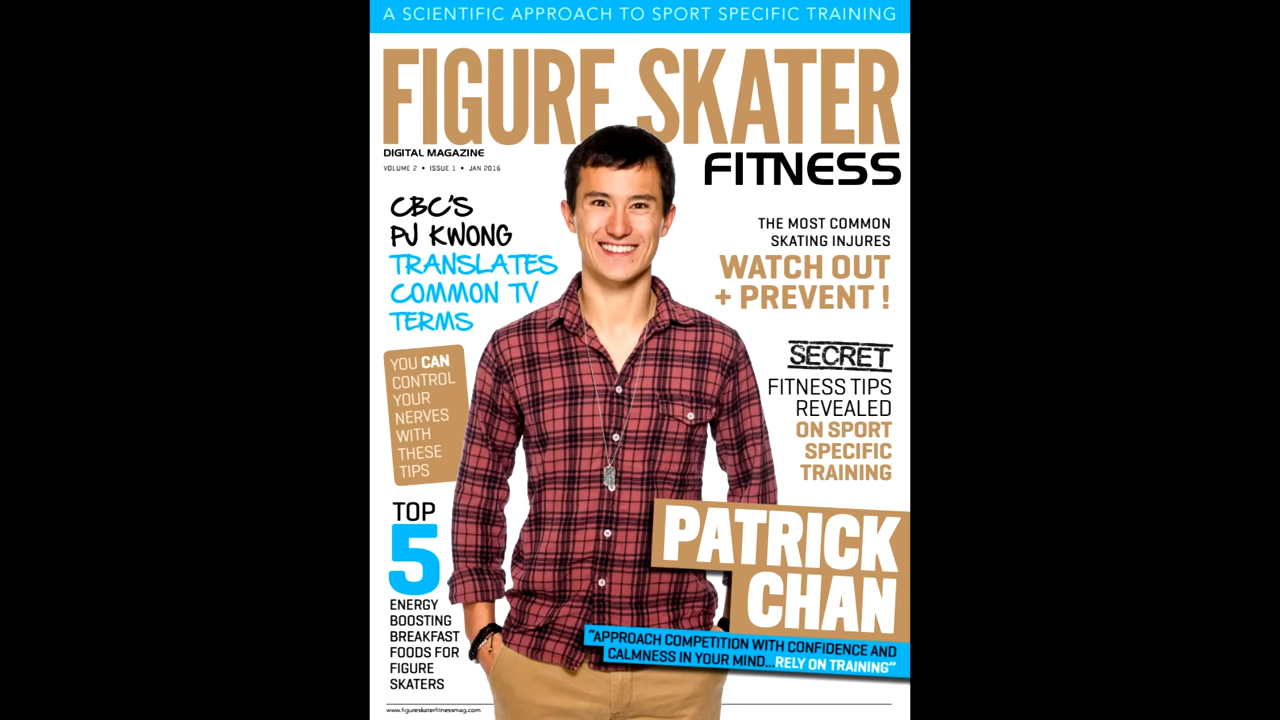 A SCIENTIFIC APPROACH TO SPORT SPECIFIC TRAINING
FIGURE SKATER
FITNESS
DIGITAL MAGAZINE
VOLUME 2 • ISSUE 1 • JAN 2016
CBC'S
PJ KWONG
TRANSLATES
COMMON TV
TERMS
THE MOST COMMON
SKATING INJURES
WATCH OUT
+ PREVENT !
YOU CAN
CONTROL
YOUR
NERVES
WITH
THESE
TIPS
SECRET
FITNESS TIPS
REVEALED
ON SPORT
SPECIFIC
TRAINING
TOP
5
ENERGY
BOOSTING
BREAKFAST
FOODS FOR
FIGURE
SKATERS
PATRICK
CHAN
"APPROACH COMPETITION WITH CONFIDENCE AND
CALMNESS IN YOUR MIND...RELY ON TRAINING"
www.figureskaterfitnessmag.com